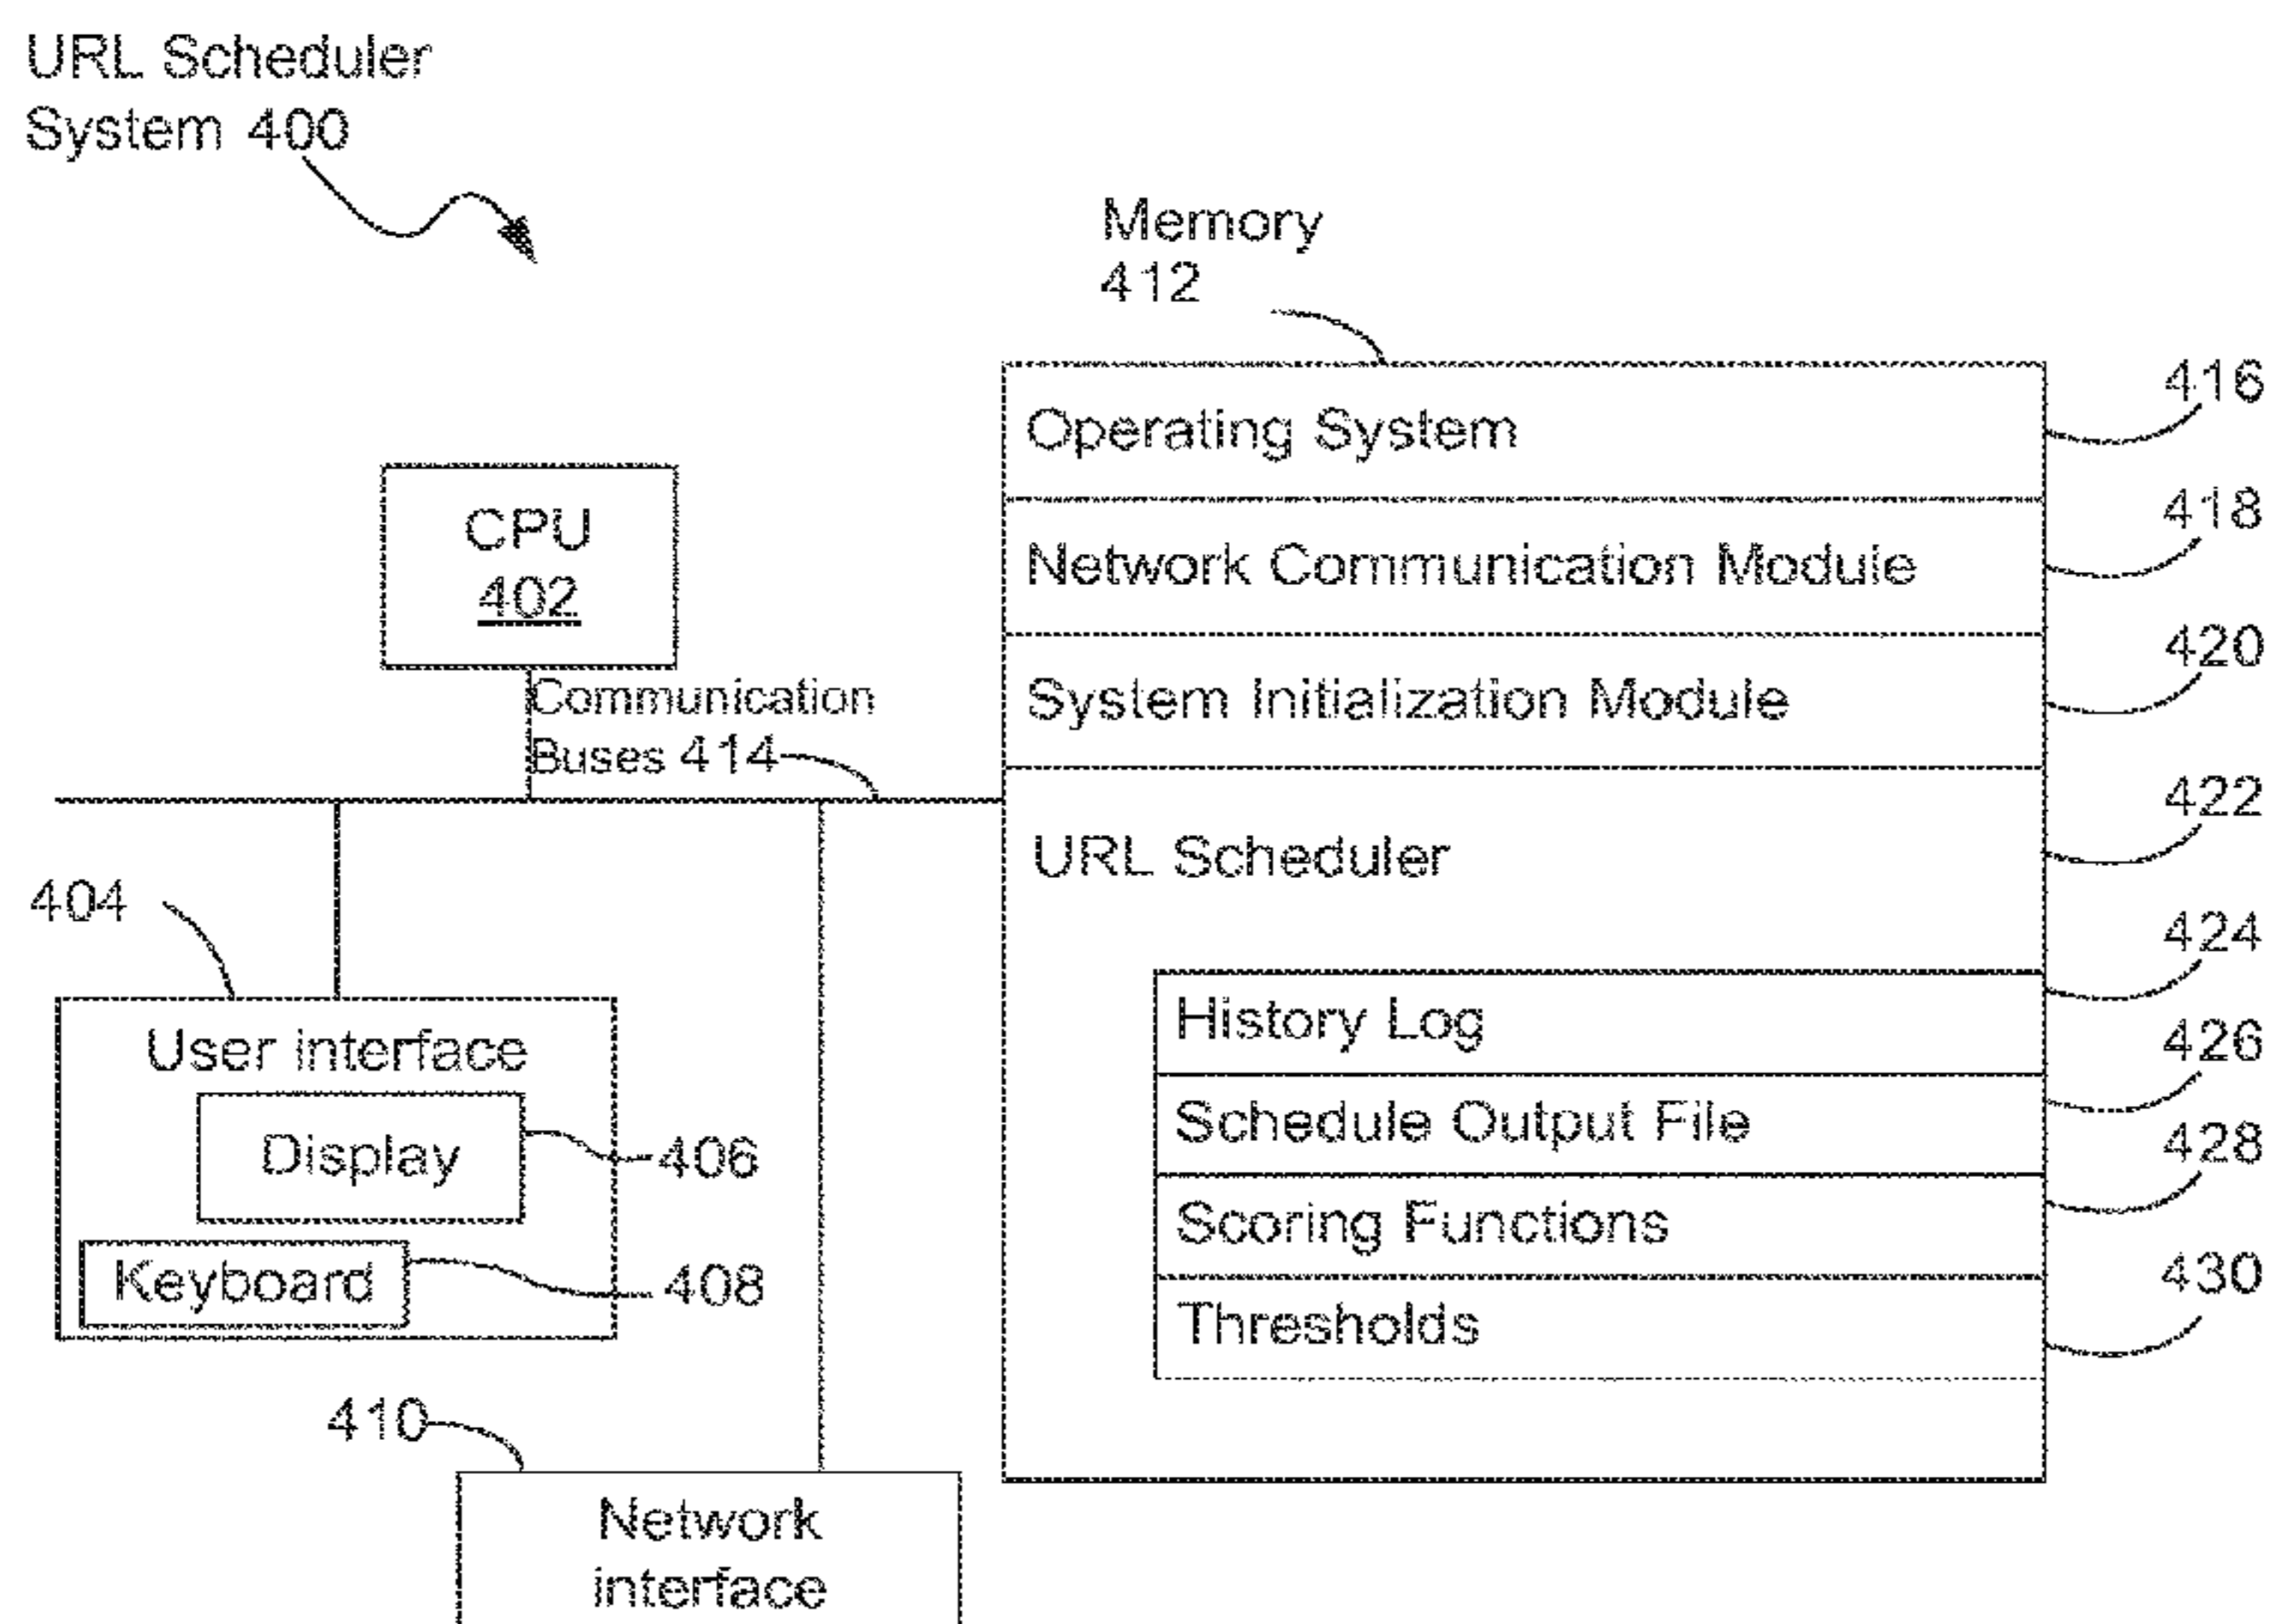 URL Scheduler
System 400
Memory
412
Operating System
416
Network Communication Module
418
System Initialization Module
420
CPU
402
Communication
Buses 414
URL Scheduler
422
History Log
424
Schedule Output File
426
Scoring Functions
428
Thresholds
430
404
User interface
Display
406
Keyboard
408
410
Network
interface